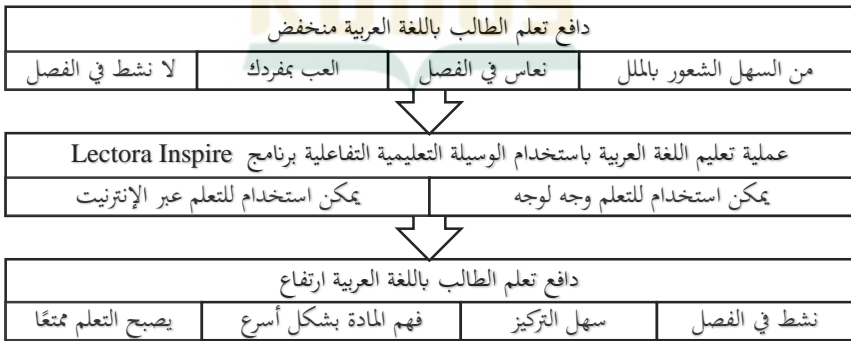 KUDUS
دافع تعلم الطالب باللغة العربية منخفض
من السهل الشعور بالملل نعاس في الفصل العب بمفردك لا نشط في الفصل
عملية تعليم اللغة العربية باستخدام الوسيلة التعليمية التفاعلية برنامج Lectora Inspire
يمكن استخدام للتعلم وجه لوجه يمكن استخدام للتعلم عبر الإنترنيت
دافع تعلم الطالب باللغة العربية ارتفاع
نشط في الفصل سهل التركيز فهم المادة بشكل أسرع يصبح التعلم ممتعًا